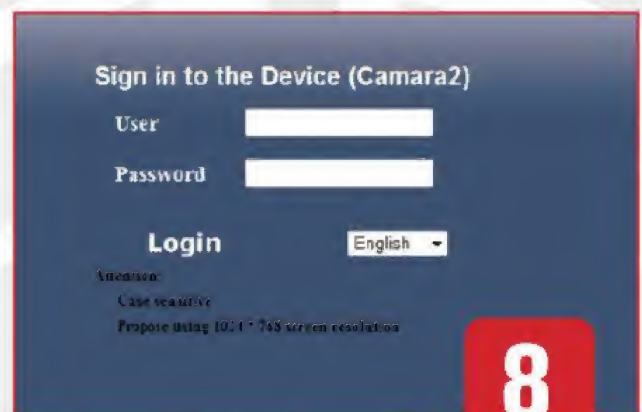 Sign in to the Device (Camara2)
User
Password
Login
English
Attention:
Case sensitive
Propose using 1024 * 768 screen resolution
8